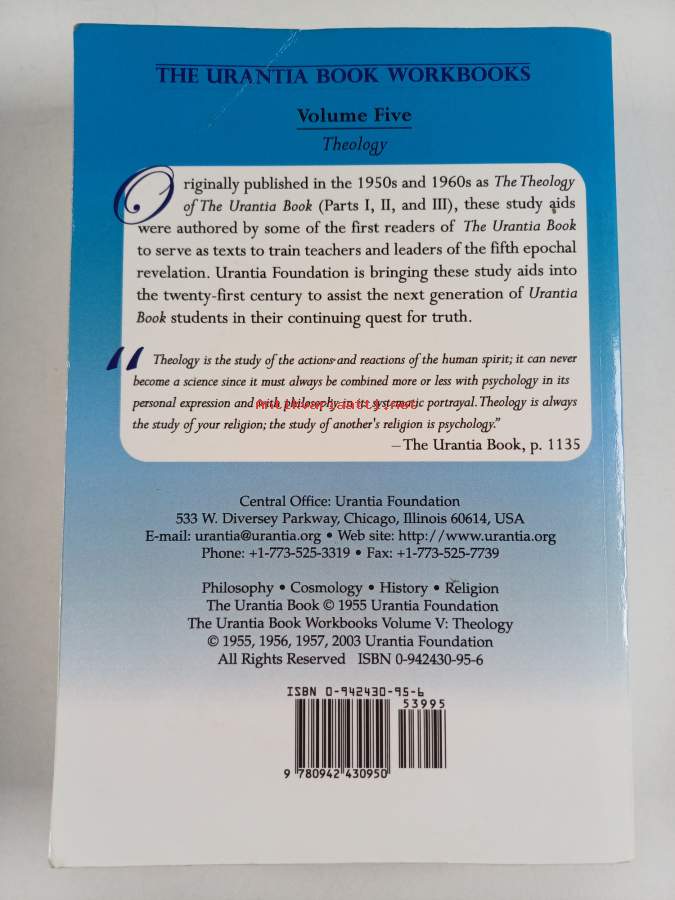 THE URANTIA BOOK WORKBOOKS
Volume Five
Theology
Originally published in the 1950s and 1960s as The Theology
of The Urantia Book (Parts I, II, and III), these study aids
were authored by some of the first readers of The Urantia Book
to serve as texts to train teachers and leaders of the fifth epochal
revelation. Urantia Foundation is bringing these study aids into
the twenty-first century to assist the next generation of Urantia
Book students in their continuing quest for truth.
“Theology is the study of the actions and reactions of the human spirit; it can never
become a science since it must always be combined more or less with psychology in its
personal expression and with philosophy in its systematic portrayal. Theology is always
the study of your religion; the study of another's religion is psychology.”
– The Urantia Book, p. 1135
Central Office: Urantia Foundation
533 W. Diversey Parkway, Chicago, Illinois 60614, USA
E-mail: urantia@urantia.org • Web site: http://www.urantia.org
Phone: +1-773-525-3319 • Fax: +1-773-525-7739
Philosophy • Cosmology • History • Religion
The Urantia Book © 1955 Urantia Foundation
The Urantia Book Workbooks Volume V: Theology
© 1955, 1956, 1957, 2003 Urantia Foundation
All Rights Reserved ISBN 0-942430-95-6
ISBN 0-942430-95-6
53995
9 780942 430950